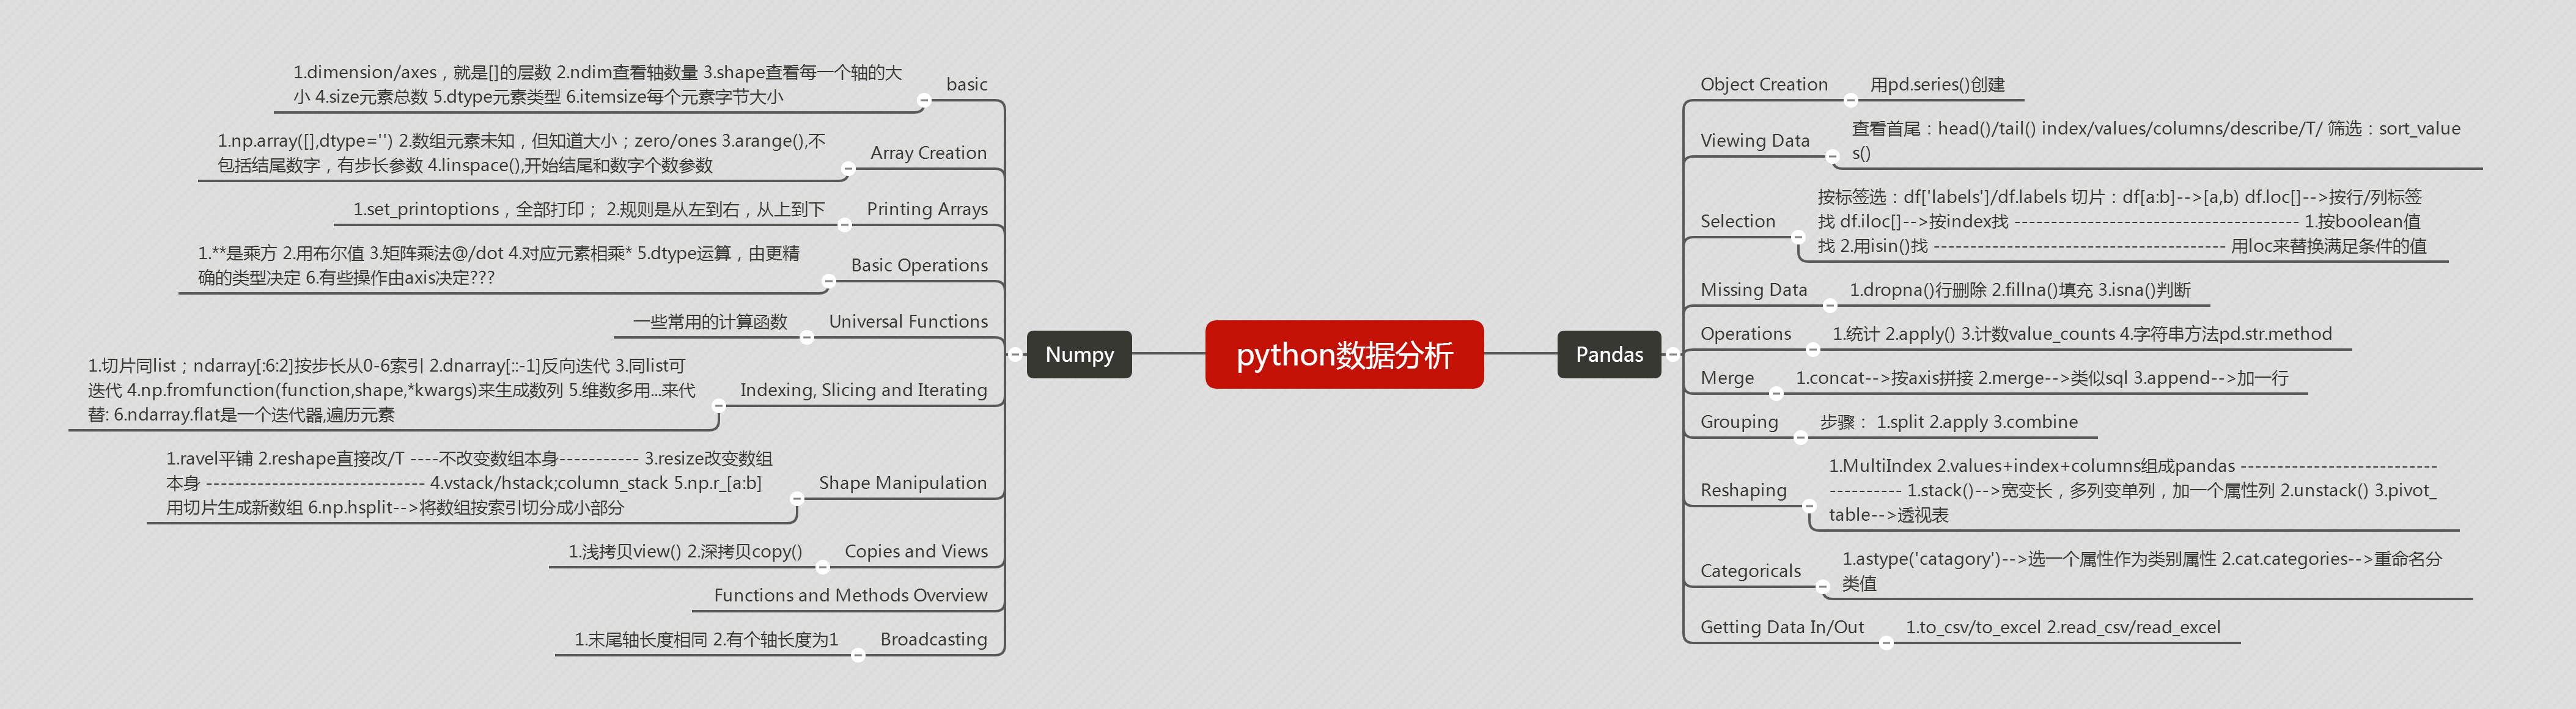 python数据分析
Numpy
basic
1.dimension/axes，就是[]的层数 2.ndim查看轴数量 3.shape查看每一个轴的大
小 4.size元素总数 5.dtype元素类型 6.itemsize每个元素字节大小
Array Creation
1.np.array([],dtype='') 2.数组元素未知，但知道大小；zero/ones 3.arange(),不
包括结尾数字，有步长参数 4.linspace(),开始结尾和数字个数参数
Printing Arrays
1.set_printoptions，全部打印； 2.规则是从左到右，从上到下
Basic Operations
1.**是乘方 2.用布尔值 3.矩阵乘法@/dot 4.对应元素相乘* 5.dtype运算，由更精
确的类型决定 6.有些操作由axis决定???
Universal Functions
一些常用的计算函数
Indexing, Slicing and Iterating
1.切片同list；ndarray[:6:2]按步长从0-6索引 2.dnarray[::-1]反向迭代 3.同list可
迭代 4.np.fromfunction(function,shape,*kwargs)来生成数列 5.维数多用...来代
替: 6.ndarray.flat是一个迭代器,遍历元素
Shape Manipulation
1.ravel平铺 2.reshape直接改/T ----不改变数组本身----------- 3.resize改变数组
本身 ------------------------------ 4.vstack/hstack;column_stack 5.np.r_[a:b]
用切片生成新数组 6.np.hsplit-->将数组按索引切分成小部分
Copies and Views
1.浅拷贝view() 2.深拷贝copy()
Functions and Methods Overview
Broadcasting
1.末尾轴长度相同 2.有个轴长度为1
Pandas
Object Creation
用pd.series()创建
Viewing Data
查看首尾：head()/tail() index/values/columns/describe/T/ 筛选：sort_value
s()
Selection
按标签选：df['labels']/df.labels 切片：df[a:b]-->[a,b) df.loc[]-->按行/列标签
找 df.iloc[]-->按index找 --------------------------------------- 1.按boolean值
找 2.用isin()找 ---------------------------------------- 用loc来替换满足条件的值
Missing Data
1.dropna()行删除 2.fillna()填充 3.isna()判断
Operations
1.统计 2.apply() 3.计数value_counts 4.字符串方法pd.str.method
Merge
1.concat-->按axis拼接 2.merge-->类似sql 3.append-->加一行
Grouping
步骤： 1.split 2.apply 3.combine
Reshaping
1.MultiIndex 2.values+index+columns组成pandas ---------------------------
---------- 1.stack()-->宽变长，多列变单列，加一个属性列 2.unstack() 3.pivot_
table-->透视表
Categoricals
1.astype('catagory')-->选一个属性作为类别属性 2.cat.categories-->重命名分
类值
Getting Data In/Out
1.to_csv/to_excel 2.read_csv/read_excel